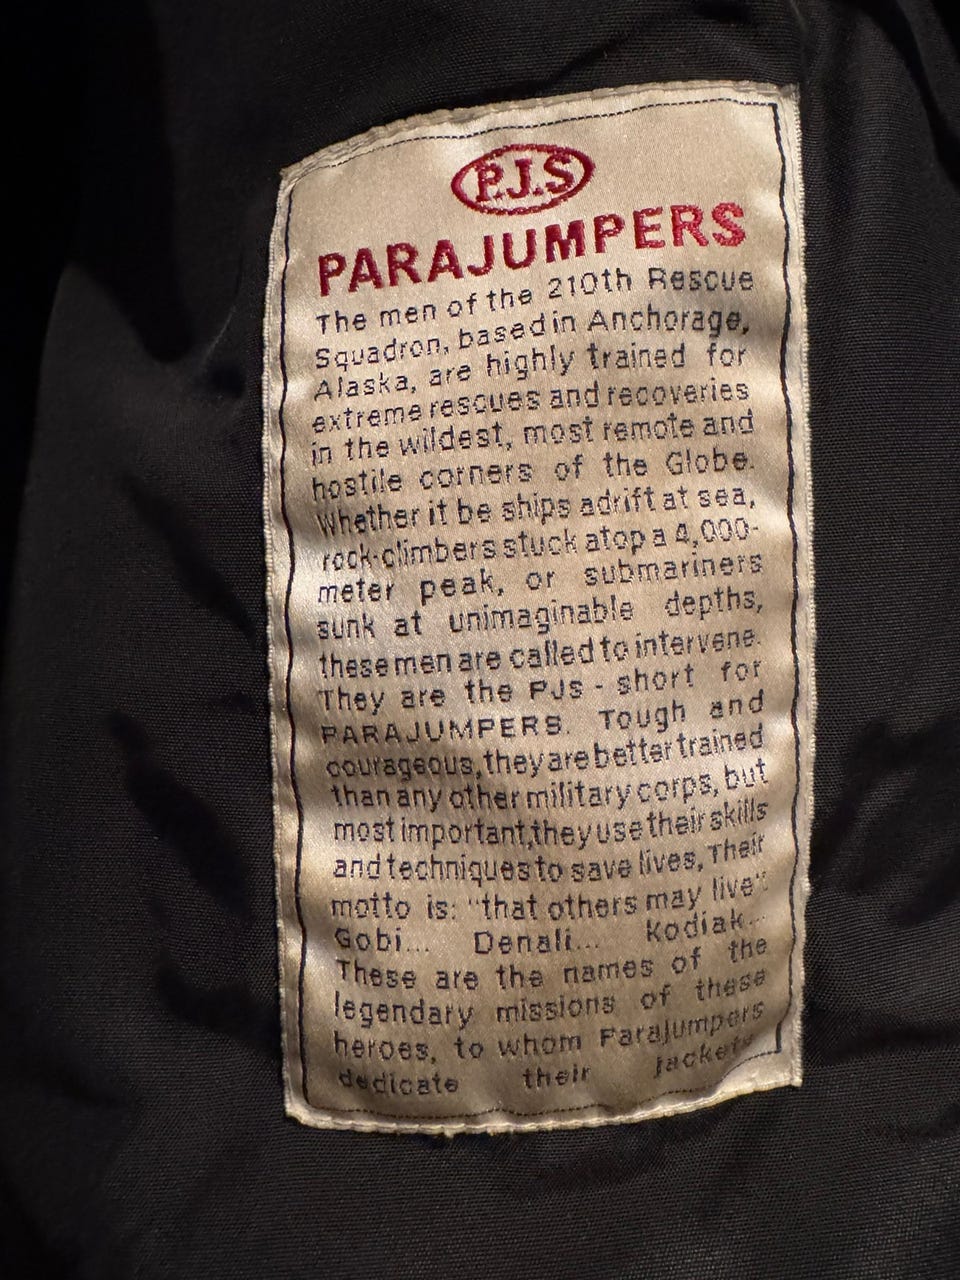 P.J.S
PARAJUMPERS
The men of the 210th Rescue
Squadron, based in Anchorage,
Alaska, are highly trained for
extreme rescues and recoveries
in the wildest, most remote and
hostile corners of the Globe.
Whether it be ships adrift at sea,
rock-climbers stuck atop a 4,000-
meter peak, or submariners
sunk at unimaginable depths,
these men are called to intervene.
They are the PJS - short for
PARAJUMPERS. Tough and
courageous, they are better trained
than any other military corps, but
most important, they use their skills
and techniques to save lives, Their
motto is: "that others may live".
Gobi... Denali... Kodiak...
These are the names of the
legendary missions of these
heroes, to whom Parajumpers
dedicate their jackets